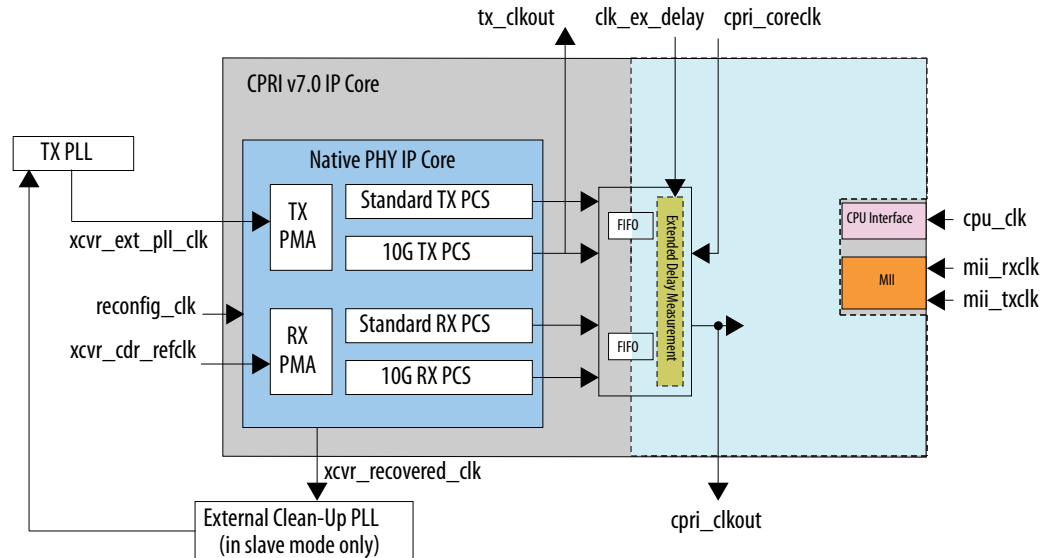 tx_clkout
clk_ex_delay
cpri_coreclk
CPRI v7.0 IP Core
TX PLL
Native PHY IP Core
TX
PMA
Standard TX PCS
10G TX PCS
FIFO
Extended Delay Measurement
CPU Interface
cpu_clk
xcvr_ext_pll_clk
MII
mii_rxclk
mii_txclk
reconfig_clk
RX
PMA
Standard RX PCS
10G RX PCS
FIFO
xcvr_cdr_refclk
xcvr_recovered_clk
External Clean-Up PLL
(in slave mode only)
cpri_clkout